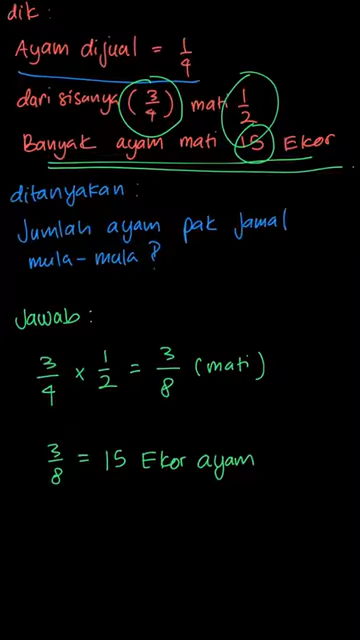 dik :
Ayam dijual = 1/4
dari sisanya (3/4) mati 1/2
Banyak ayam mati 15 Ekor
ditanyakan :
Jumlah ayam pak Jamal
mula-mula ?
Jawab :
3/4 × 1/2 = 3/8 (mati)
3/8 = 15 Ekor ayam